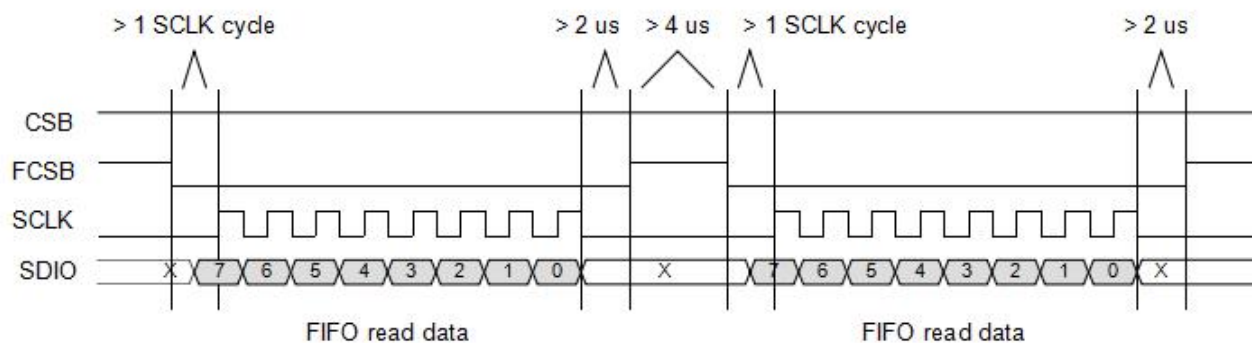 > 1 SCLK cycle > 2 us > 4 us > 1 SCLK cycle > 2 us
CSB
FCSB
SCLK
SDIO X 7 6 5 4 3 2 1 0 X 7 6 5 4 3 2 1 0 X
FIFO read data FIFO read data